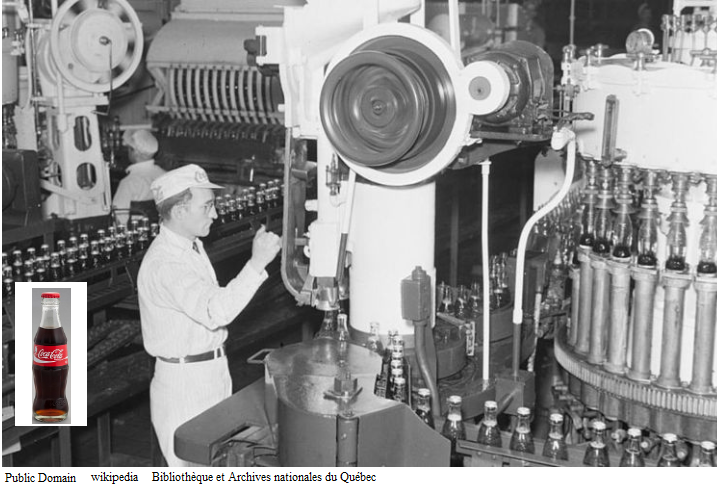 Coca-Cola
Public Domain wikipedia Bibliothèque et Archives nationales du Québec